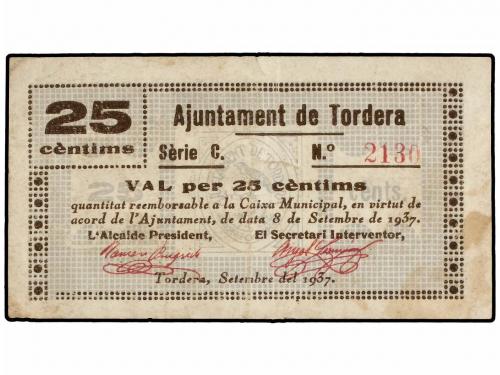 25
cèntims
Ajuntament de Tordera
Sèrie C. N.º 2130
VAL per 25 cèntims
quantitat reemborsable a la Caixa Municipal, en virtut de
acord de l'Ajuntament, de data 8 de Setembre de 1937.
L'Alcalde President, El Secretari Interventor,
Tordera, Setembre del 1937.